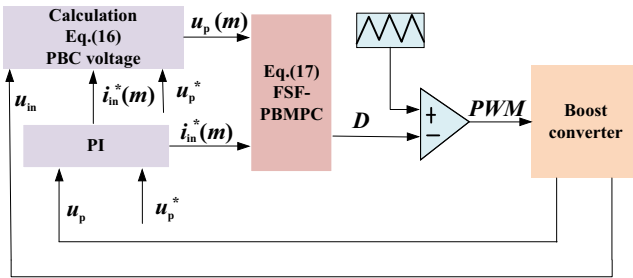 Calculation
Eq.(16)
PBC voltage
u_p(m)
Eq.(17)
FSF-
PBMPC
u_in
i_in^*(m)
u_p^*
PI
i_in^*(m)
D
+
−
PWM
Boost
converter
u_p
u_p^*